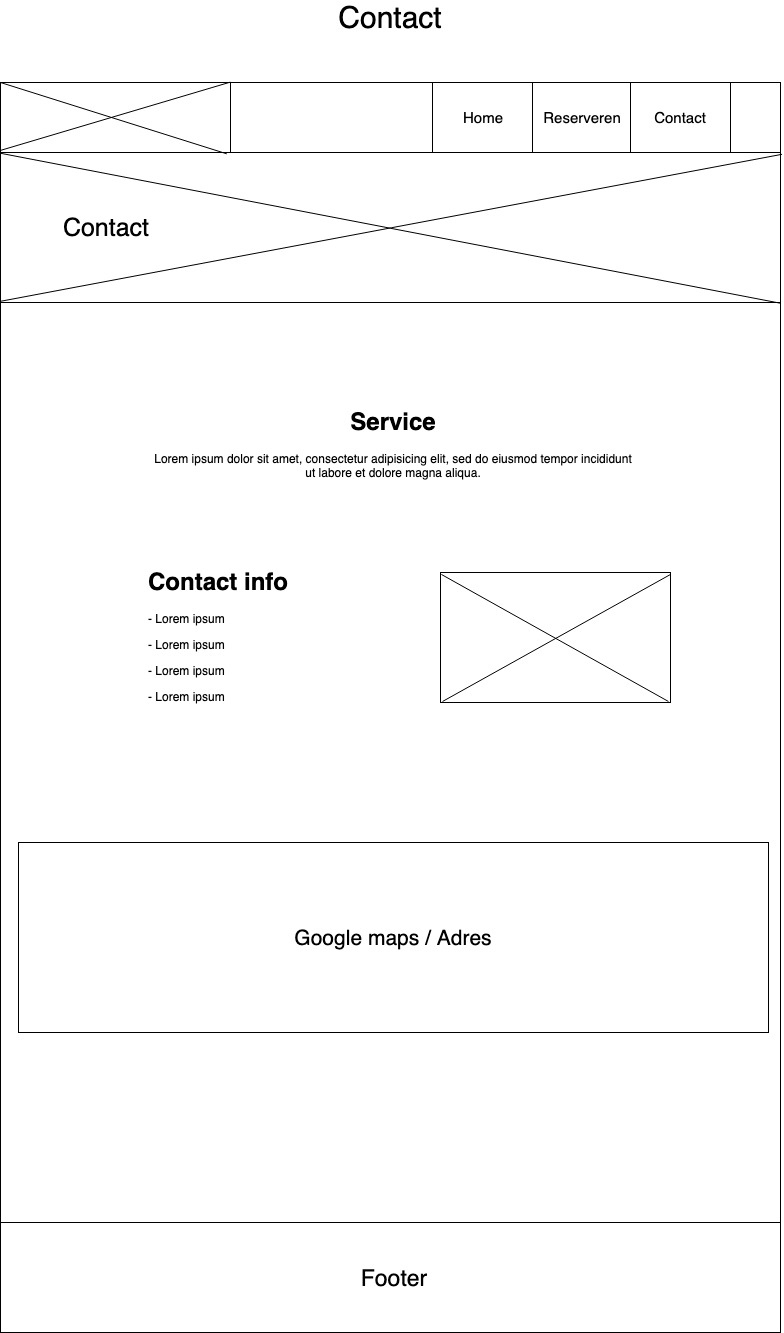 Contact
Home
Reserveren
Contact
Contact
Service
Lorem ipsum dolor sit amet, consectetur adipisicing elit, sed do eiusmod tempor incididunt
ut labore et dolore magna aliqua.
Contact info
- Lorem ipsum
- Lorem ipsum
- Lorem ipsum
- Lorem ipsum
Google maps / Adres
Footer